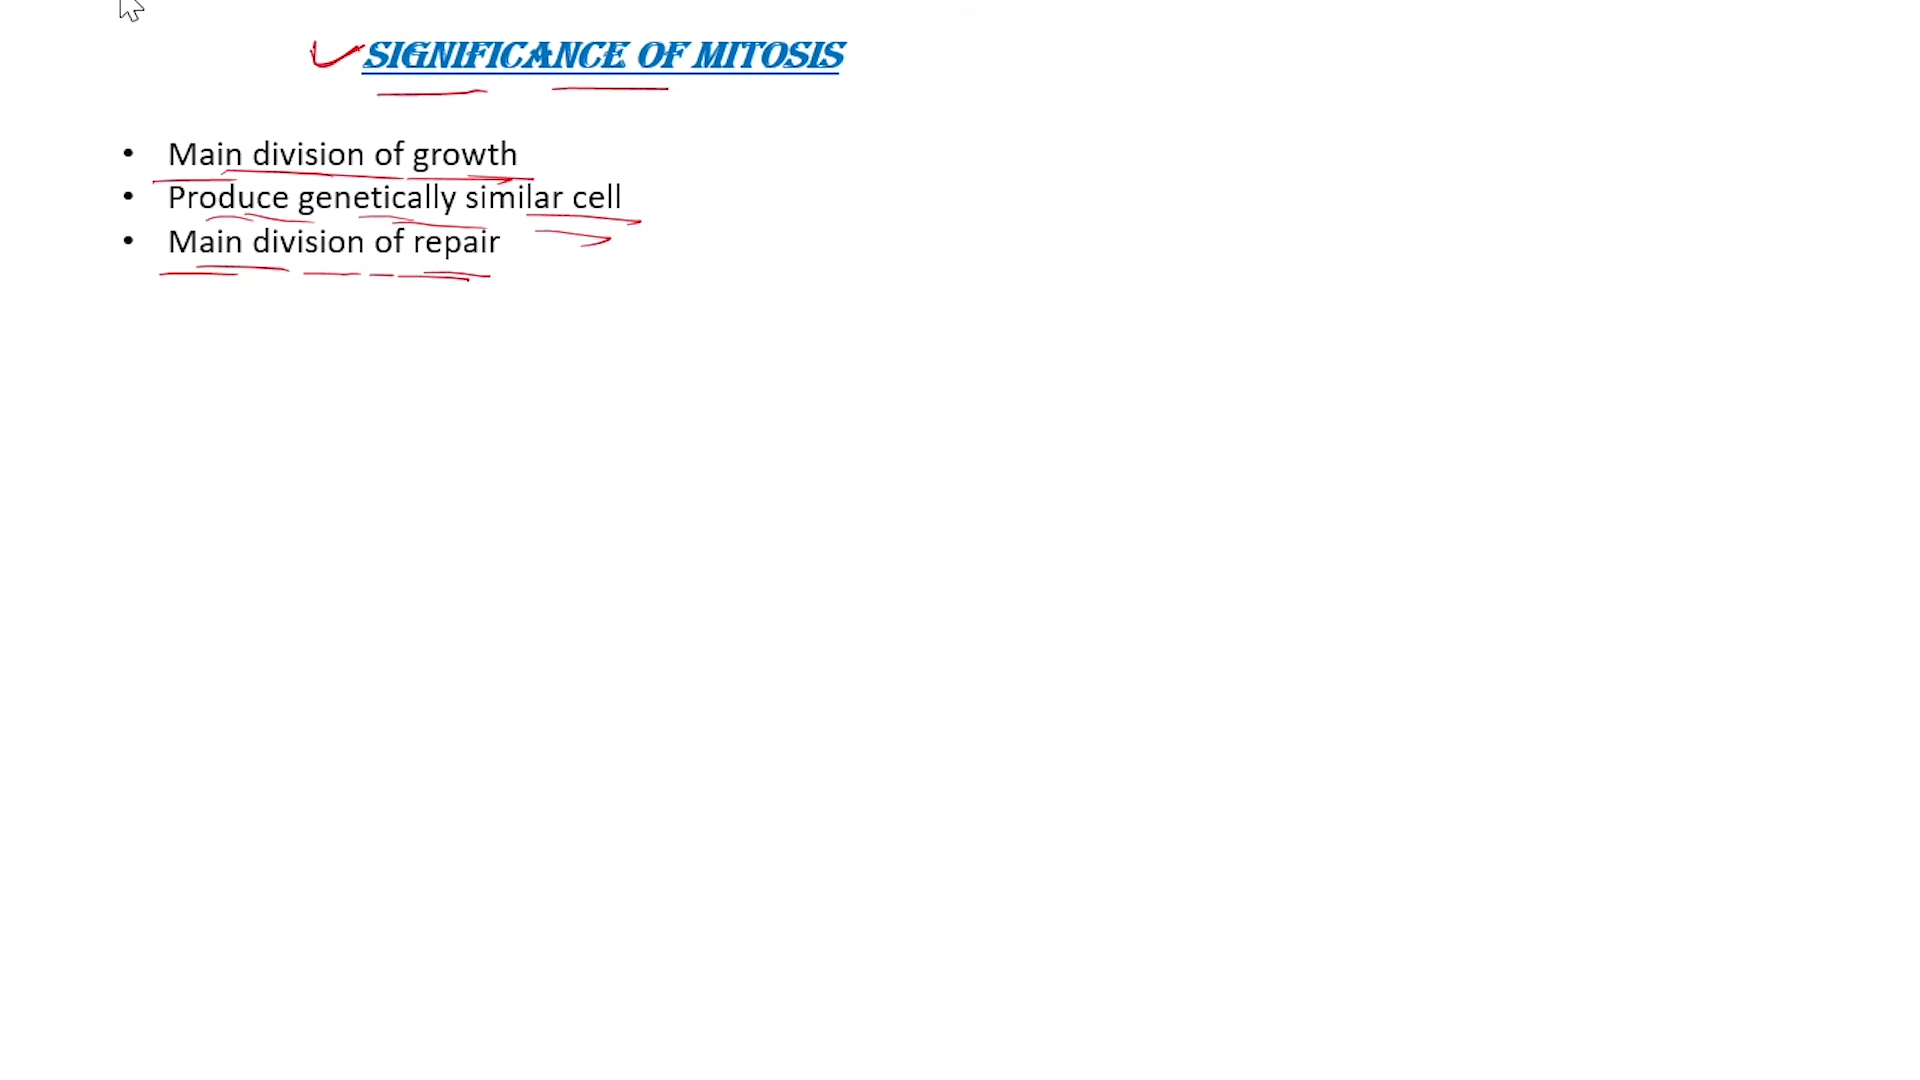 SIGNIFICANCE OF MITOSIS
• Main division of growth
• Produce genetically similar cell
• Main division of repair